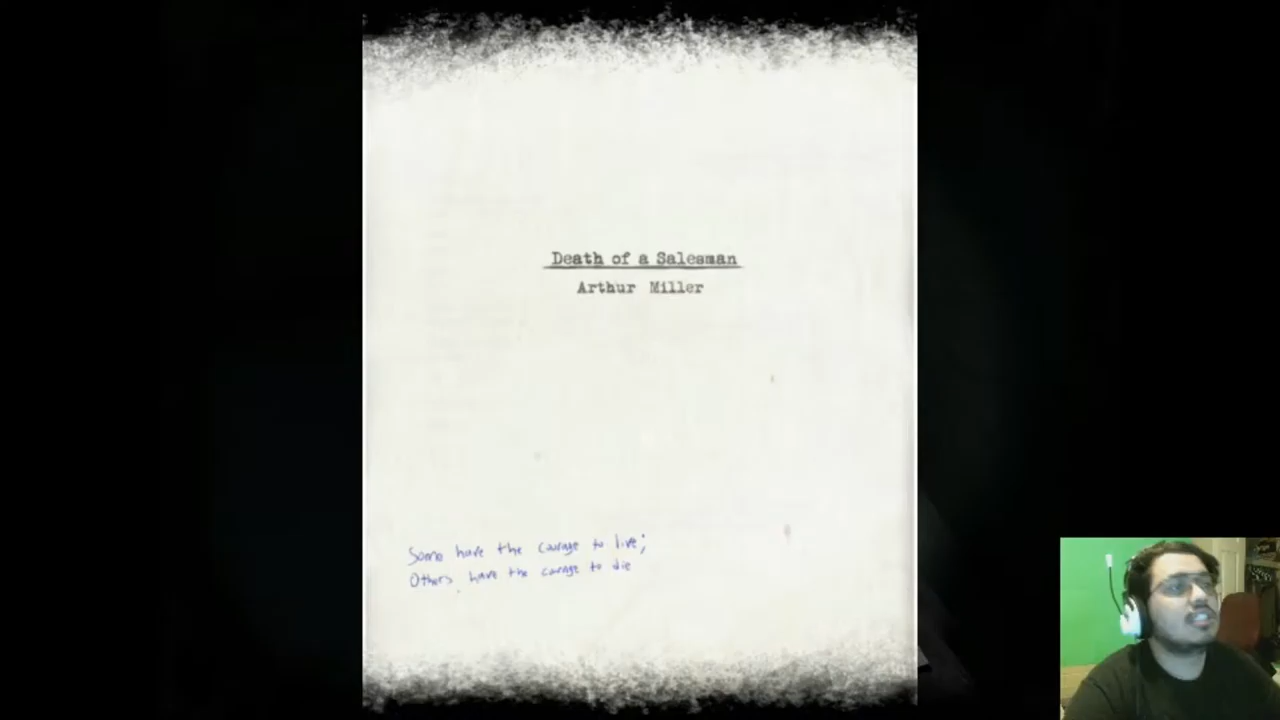 Death of a Salesman
Arthur Miller
Some have the courage to live;
Others have the courage to die